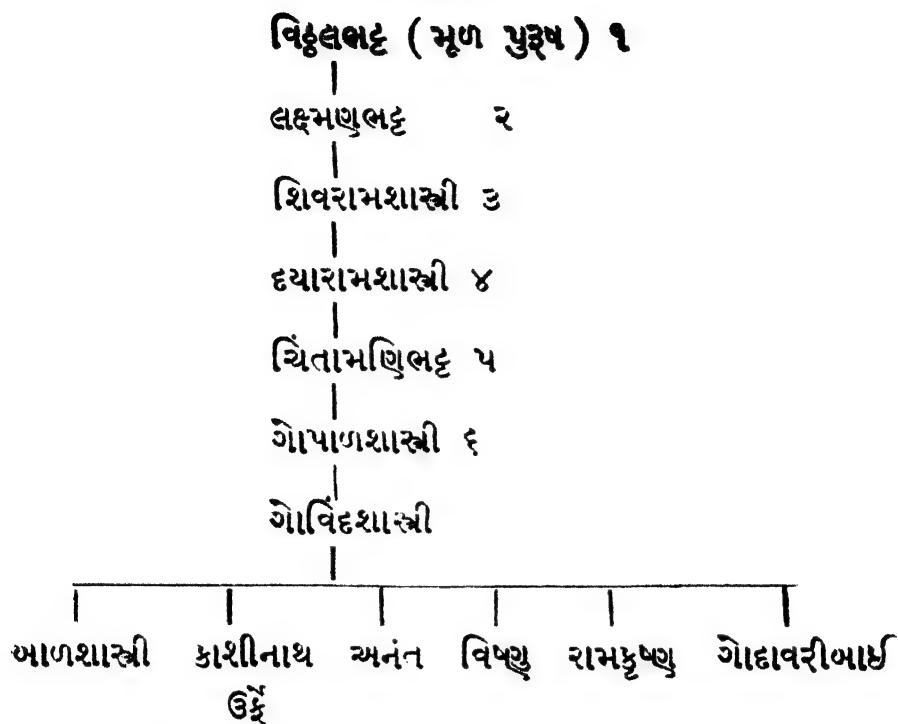 વિઠ્ઠલભટ્ટ ( મૂળ પુરૂષ ) ૧
લક્ષ્મણભટ્ટ ૨
શિવરામશાસ્ત્રી ૩
દયારામશાસ્ત્રી ૪
ચિંતામણિભટ્ટ ૫
ગોપાળશાસ્ત્રી ૬
ગોવિંદશાસ્ત્રી
બાળશાસ્ત્રી કાશીનાથ અનંત વિષ્ણુ રામકૃષ્ણ ગોદાવરીબાઈ
ઉર્ફે